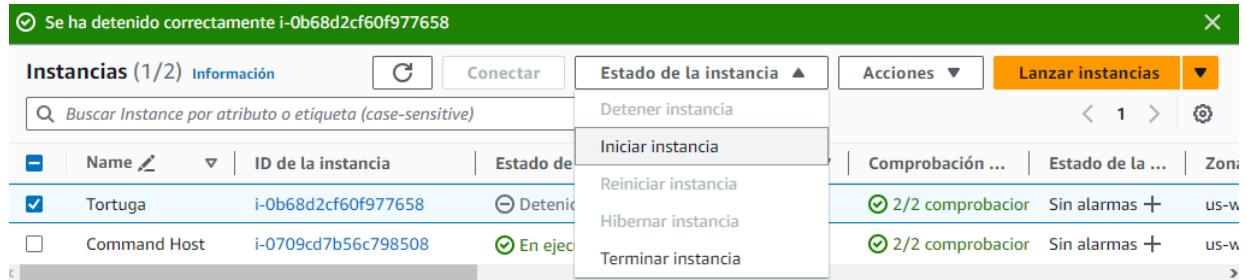 Se ha detenido correctamente i-0b68d2cf60f977658
Instancias (1/2) Información Conectar Estado de la instancia Acciones Lanzar instancias
Buscar Instance por atributo o etiqueta (case-sensitive) 1
Detener instancia
Iniciar instancia
Reiniciar instancia
Hibernar instancia
Terminar instancia
Name ID de la instancia Estado de Comprobación ... Estado de la ... Zona
Tortuga i-0b68d2cf60f977658 Detenid 2/2 comprobacior Sin alarmas us-w
Command Host i-0709cd7b56c798508 En ejec 2/2 comprobacior Sin alarmas us-w